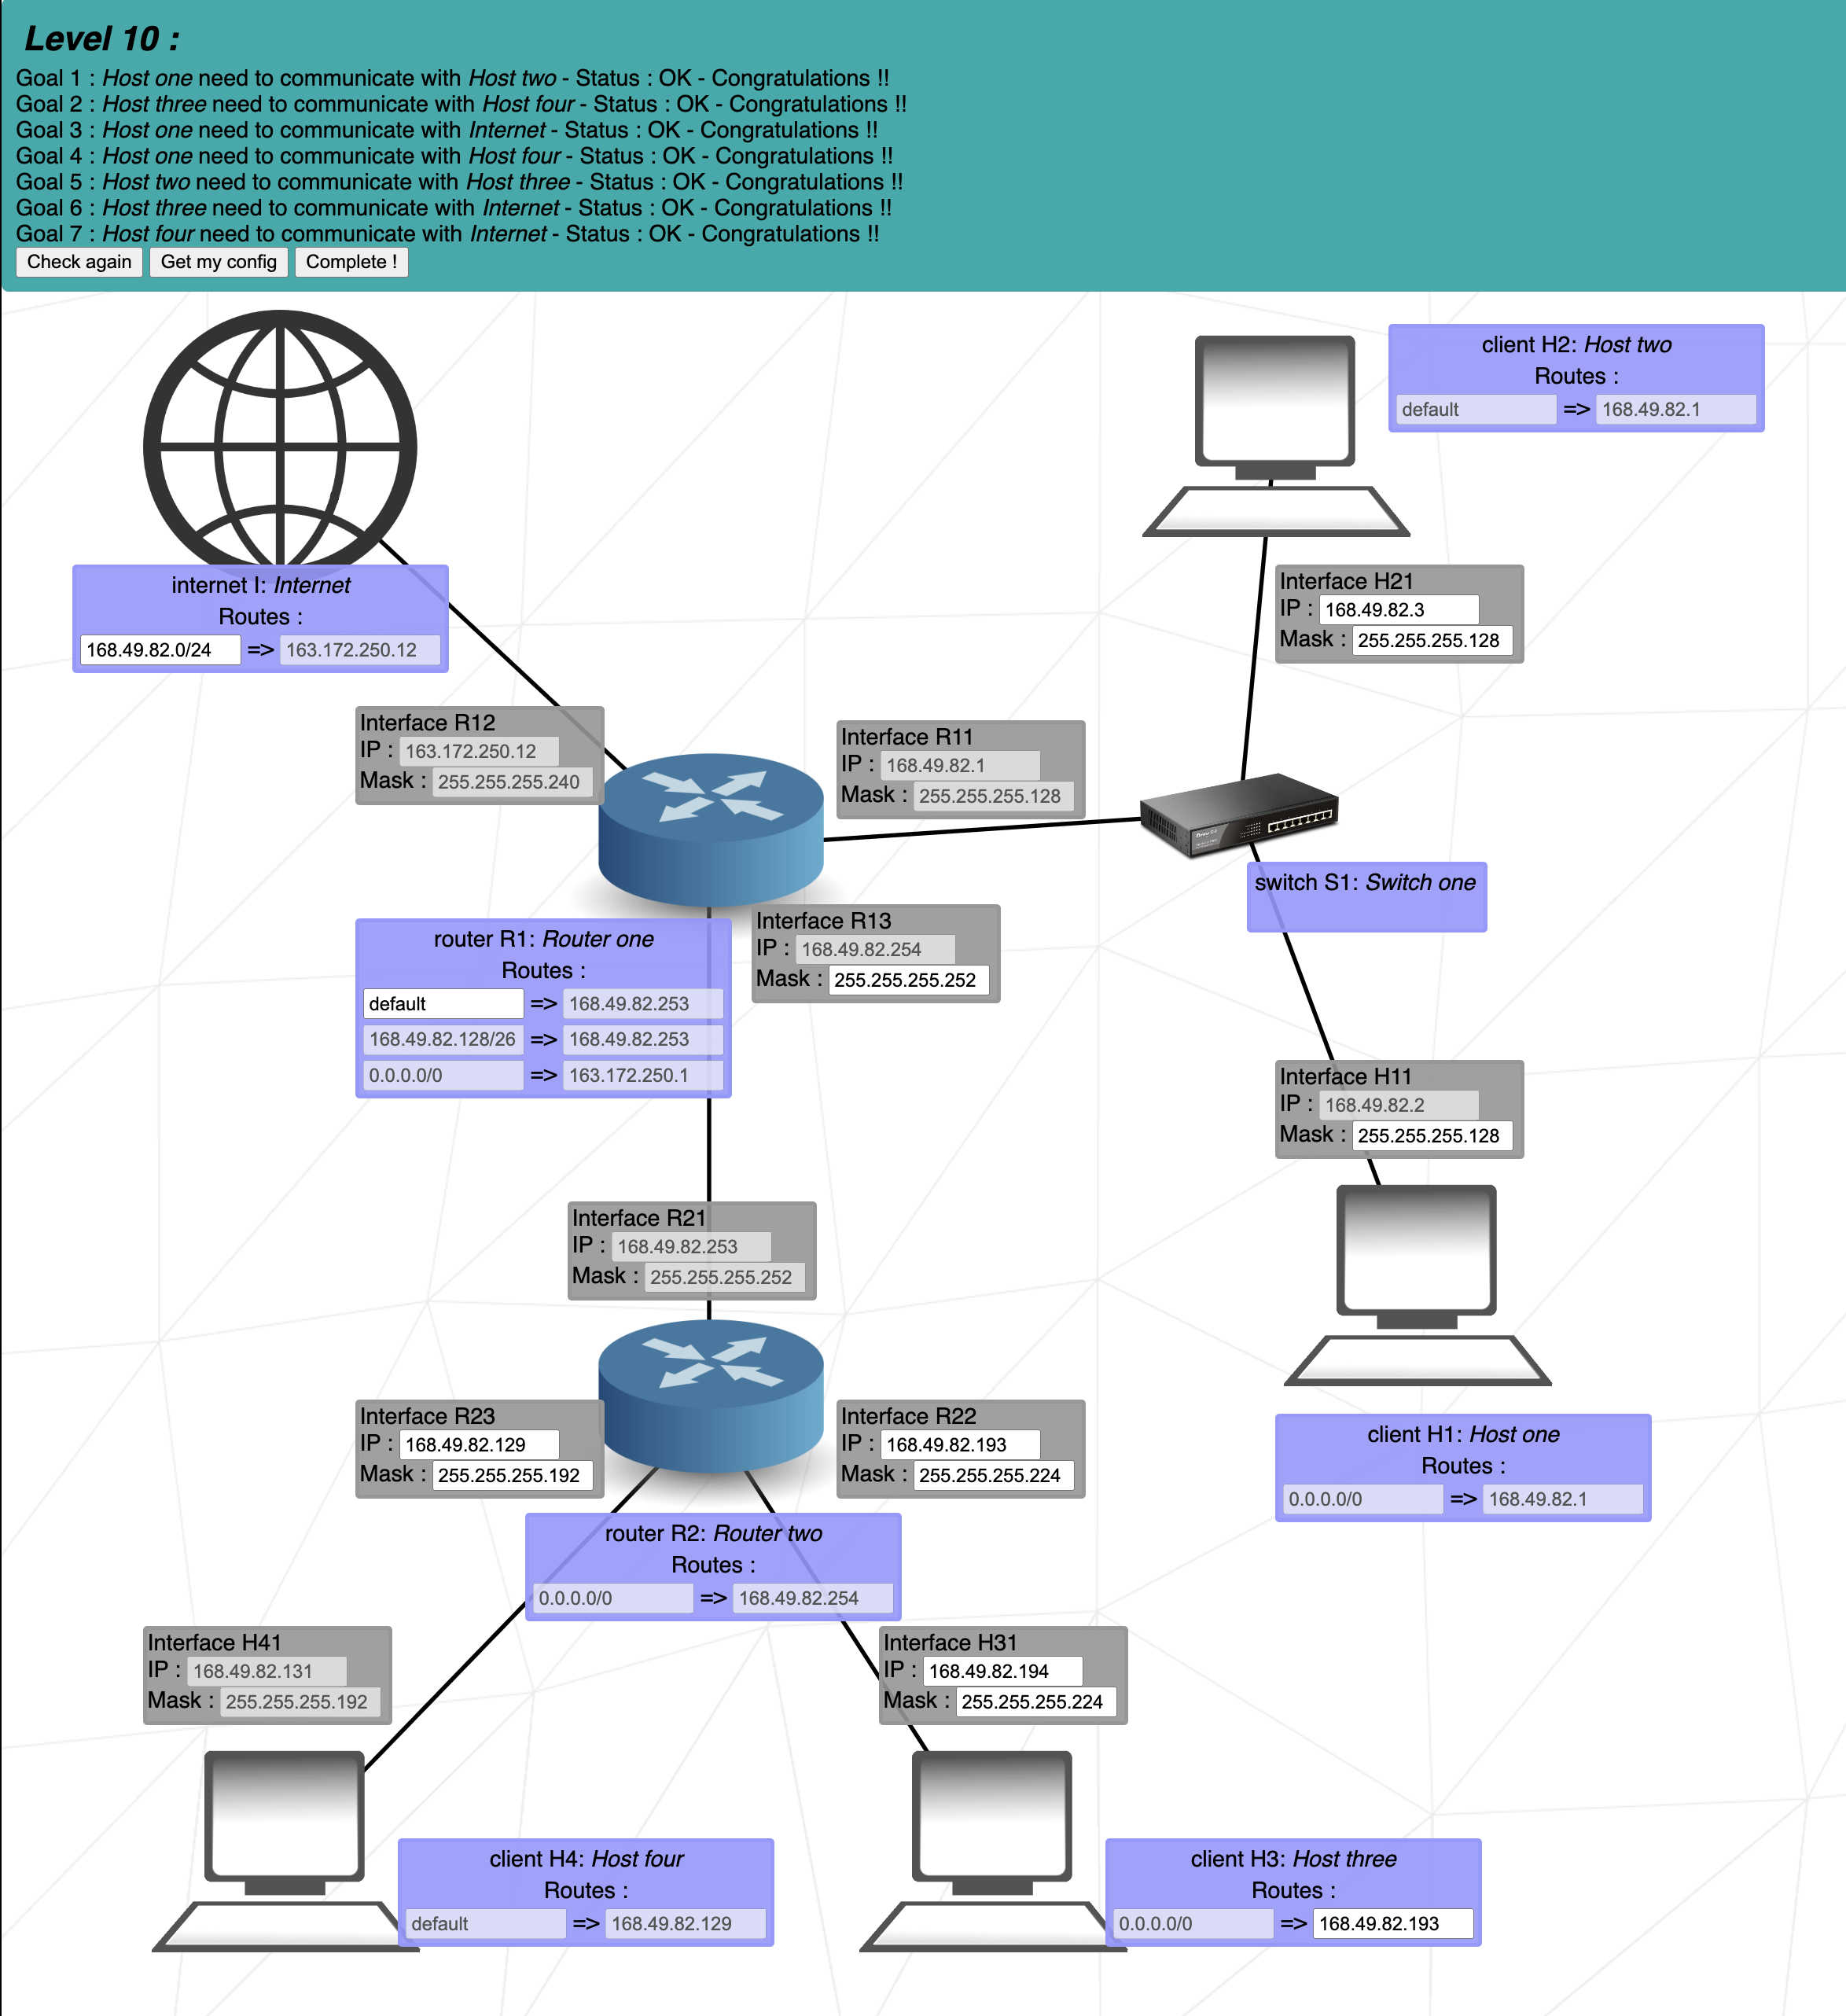 Level 10 :
Goal 1 : Host one need to communicate with Host two - Status : OK - Congratulations !!
Goal 2 : Host three need to communicate with Host four - Status : OK - Congratulations !!
Goal 3 : Host one need to communicate with Internet - Status : OK - Congratulations !!
Goal 4 : Host one need to communicate with Host four - Status : OK - Congratulations !!
Goal 5 : Host two need to communicate with Host three - Status : OK - Congratulations !!
Goal 6 : Host three need to communicate with Internet - Status : OK - Congratulations !!
Goal 7 : Host four need to communicate with Internet - Status : OK - Congratulations !!
Check again Get my config Complete !
client H2: Host two
Routes :
default => 168.49.82.1
internet I: Internet
Routes :
168.49.82.0/24 => 163.172.250.12
Interface H21
IP : 168.49.82.3
Mask : 255.255.255.128
Interface R12
IP : 163.172.250.12
Mask : 255.255.255.240
Interface R11
IP : 168.49.82.1
Mask : 255.255.255.128
switch S1: Switch one
Interface R13
IP : 168.49.82.254
Mask : 255.255.255.252
router R1: Router one
Routes :
default => 168.49.82.253
168.49.82.128/26 => 168.49.82.253
0.0.0.0/0 => 163.172.250.1
Interface H11
IP : 168.49.82.2
Mask : 255.255.255.128
Interface R21
IP : 168.49.82.253
Mask : 255.255.255.252
Interface R23
IP : 168.49.82.129
Mask : 255.255.255.192
Interface R22
IP : 168.49.82.193
Mask : 255.255.255.224
client H1: Host one
Routes :
0.0.0.0/0 => 168.49.82.1
router R2: Router two
Routes :
0.0.0.0/0 => 168.49.82.254
Interface H41
IP : 168.49.82.131
Mask : 255.255.255.192
Interface H31
IP : 168.49.82.194
Mask : 255.255.255.224
client H4: Host four
Routes :
default => 168.49.82.129
client H3: Host three
Routes :
0.0.0.0/0 => 168.49.82.193